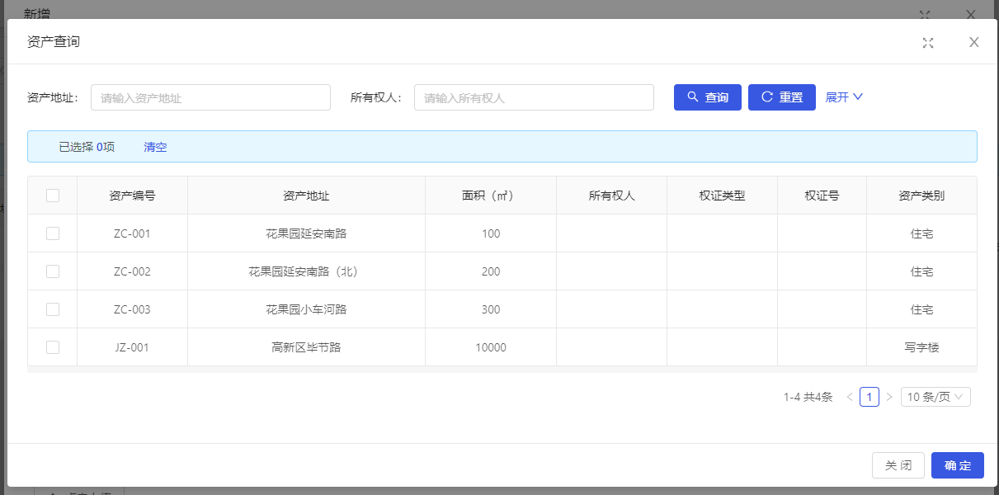 新增
资产查询
资产地址： 请输入资产地址 所有权人： 请输入所有权人 查询 重置 展开
已选择 0项 清空
资产编号 资产地址 面积（㎡） 所有权人 权证类型 权证号 资产类别
ZC-001 花果园延安南路 100 住宅
ZC-002 花果园延安南路（北） 200 住宅
ZC-003 花果园小车河路 300 住宅
JZ-001 高新区毕节路 10000 写字楼
1-4 共4条 1 10 条/页
关 闭 确 定